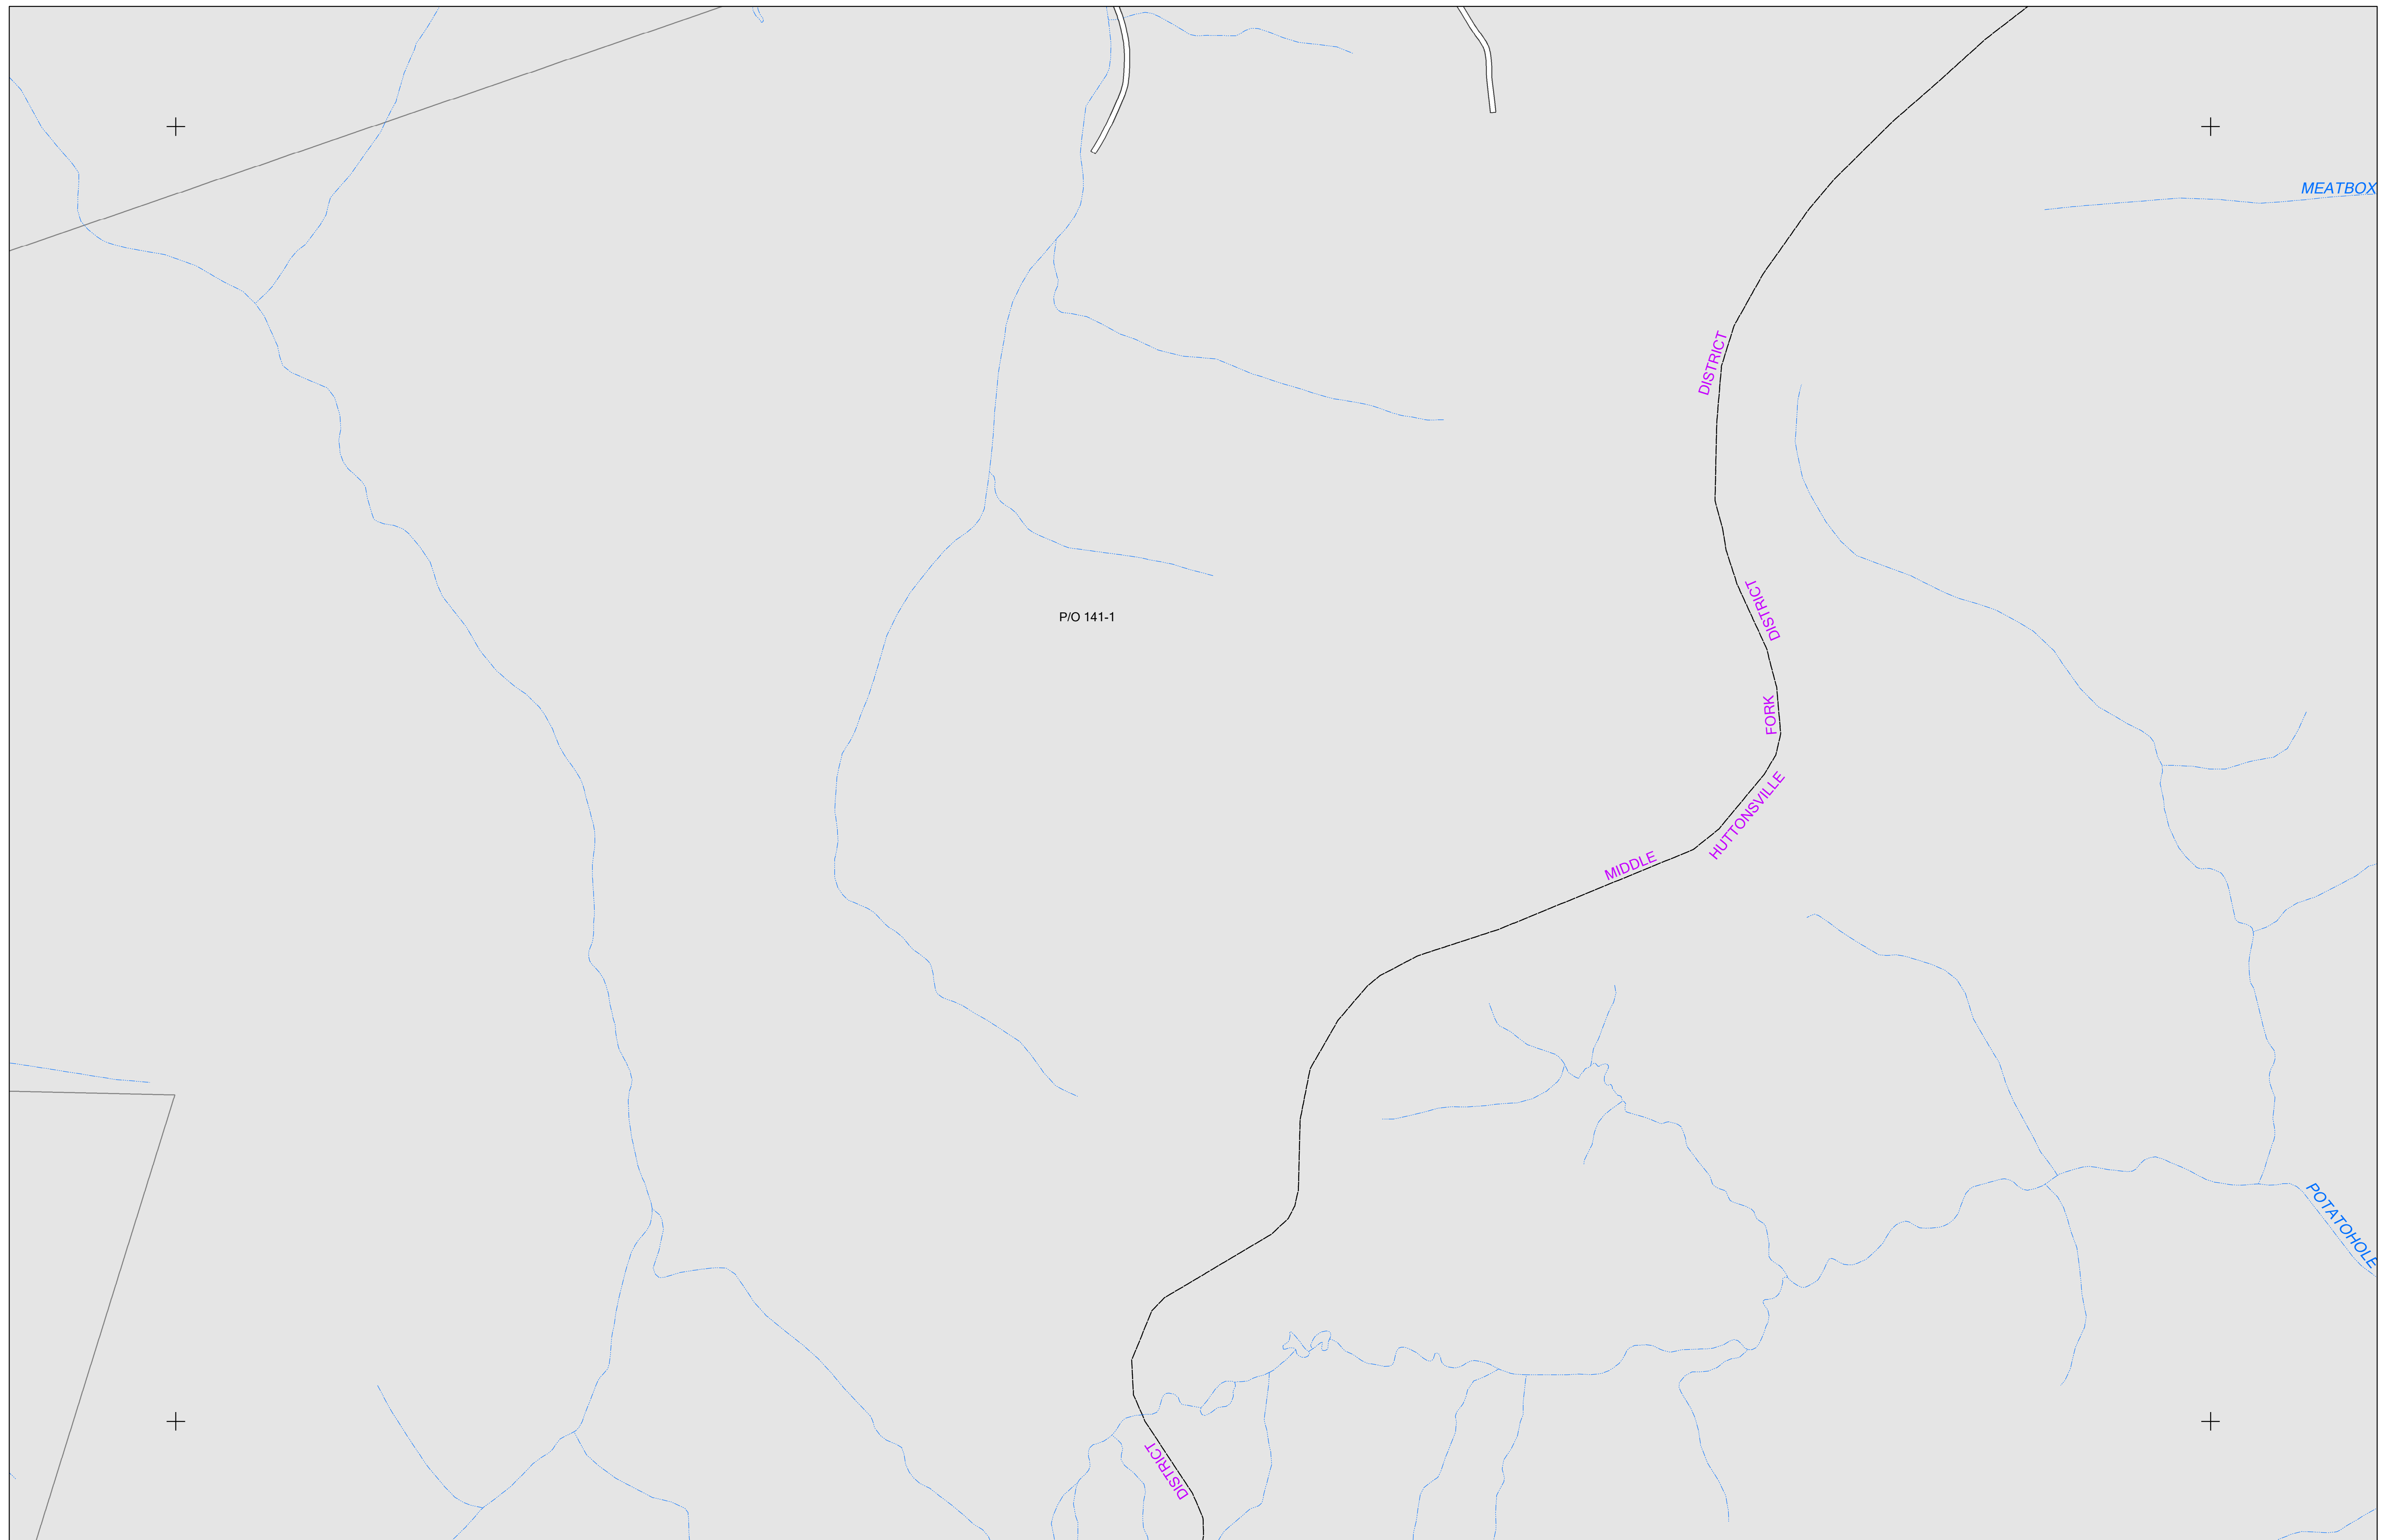 MEATBOX
DISTRICT
DISTRICT
P/O 141-1
FORK
HUTTONSVILLE
MIDDLE
POTATOHOLE
DISTRICT